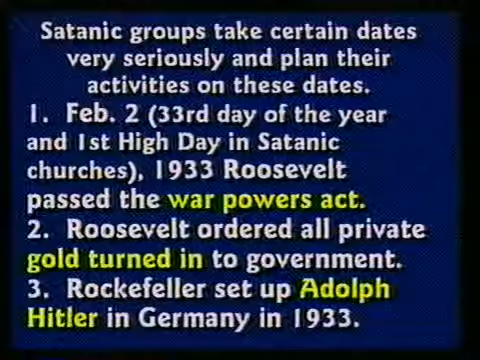 Satanic groups take certain dates
very seriously and plan their
activities on these dates.
1. Feb. 2 (33rd day of the year
and 1st High Day in Satanic
churches), 1933 Roosevelt
passed the war powers act.
2. Roosevelt ordered all private
gold turned in to government.
3. Rockefeller set up Adolph
Hitler in Germany in 1933.